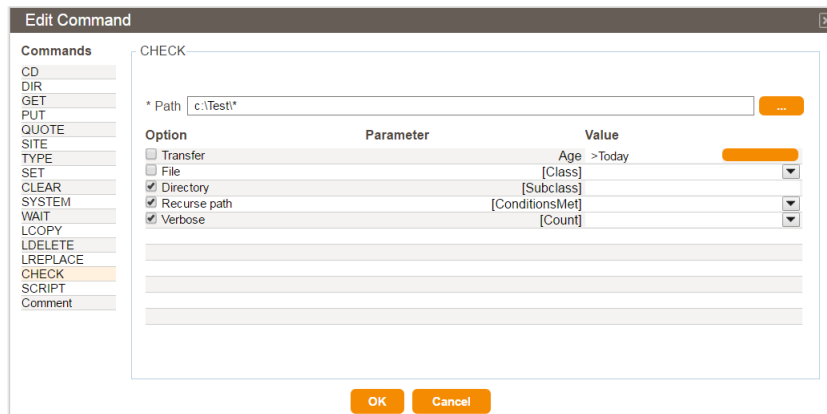 Edit Command
Commands
CD
DIR
GET
PUT
QUOTE
SITE
TYPE
SET
CLEAR
SYSTEM
WAIT
LCOPY
LDELETE
LREPLACE
CHECK
SCRIPT
Comment
CHECK
* Path c:\Test\* ...
Option Parameter Value
Transfer Age >Today
File [Class]
Directory [Subclass]
Recurse path [ConditionsMet]
Verbose [Count]
OK Cancel